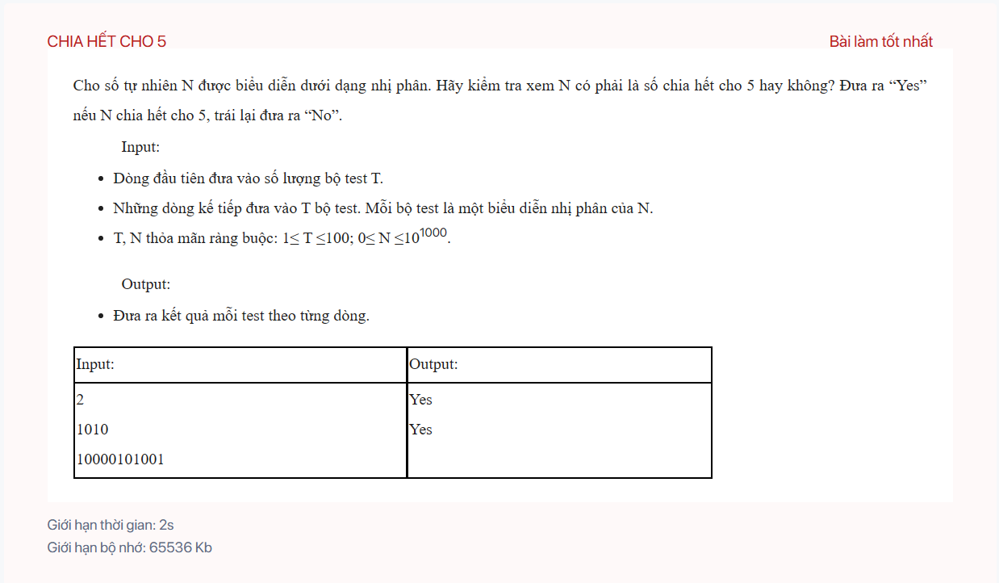 CHIA HẾT CHO 5
Bài làm tốt nhất
Cho số tự nhiên N được biểu diễn dưới dạng nhị phân. Hãy kiểm tra xem N có phải là số chia hết cho 5 hay không? Đưa ra “Yes”
nếu N chia hết cho 5, trái lại đưa ra “No”.
Input:
• Dòng đầu tiên đưa vào số lượng bộ test T.
• Những dòng kế tiếp đưa vào T bộ test. Mỗi bộ test là một biểu diễn nhị phân của N.
• T, N thỏa mãn ràng buộc: 1≤ T ≤100; 0≤ N ≤10^1000.
Output:
• Đưa ra kết quả mỗi test theo từng dòng.
Input: Output:
2 Yes
1010 Yes
10000101001
Giới hạn thời gian: 2s
Giới hạn bộ nhớ: 65536 Kb